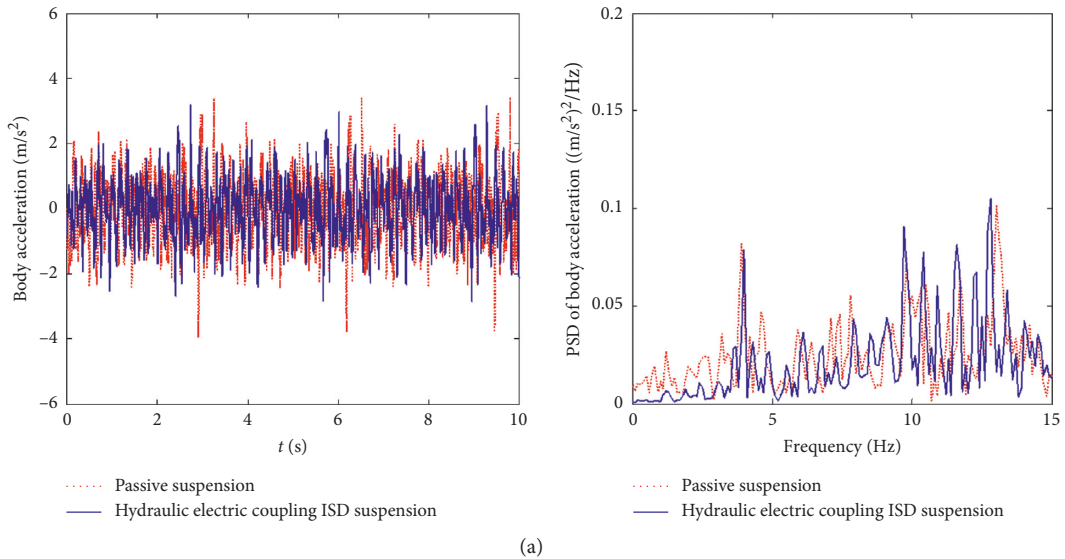 6
4
2
0
−2
−4
−6
Body acceleration (m/s²)
0
2
4
6
8
10
t (s)
Passive suspension
Hydraulic electric coupling ISD suspension
0.2
0.15
0.1
0.05
0
PSD of body acceleration ((m/s²)²/Hz)
0
5
10
15
Frequency (Hz)
Passive suspension
Hydraulic electric coupling ISD suspension
(a)